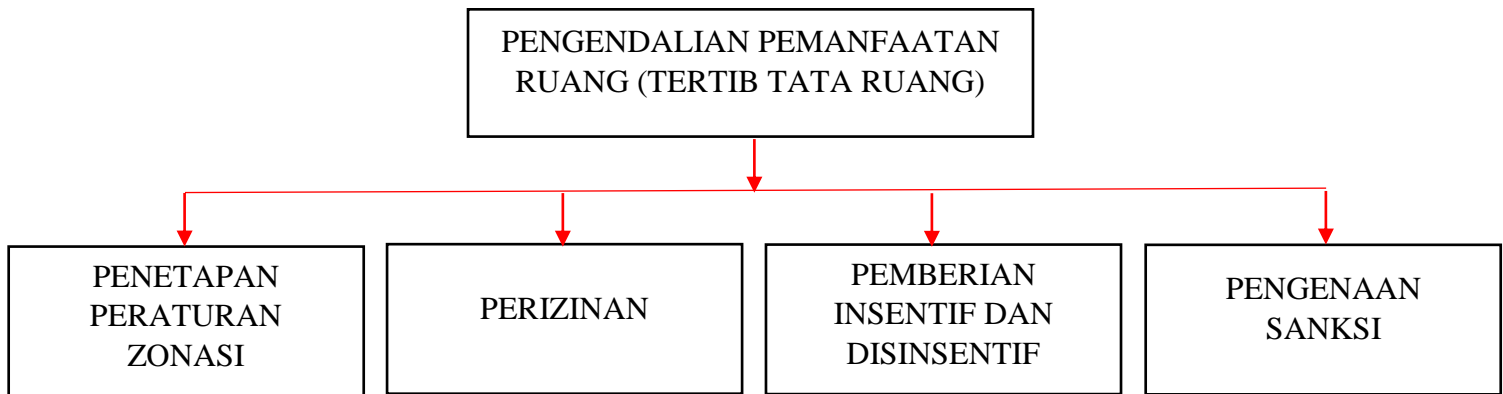 PENGENDALIAN PEMANFAATAN
RUANG (TERTIB TATA RUANG)
PENETAPAN
PERATURAN
ZONASI
PERIZINAN
PEMBERIAN
INSENTIF DAN
DISINSENTIF
PENGENAAN
SANKSI